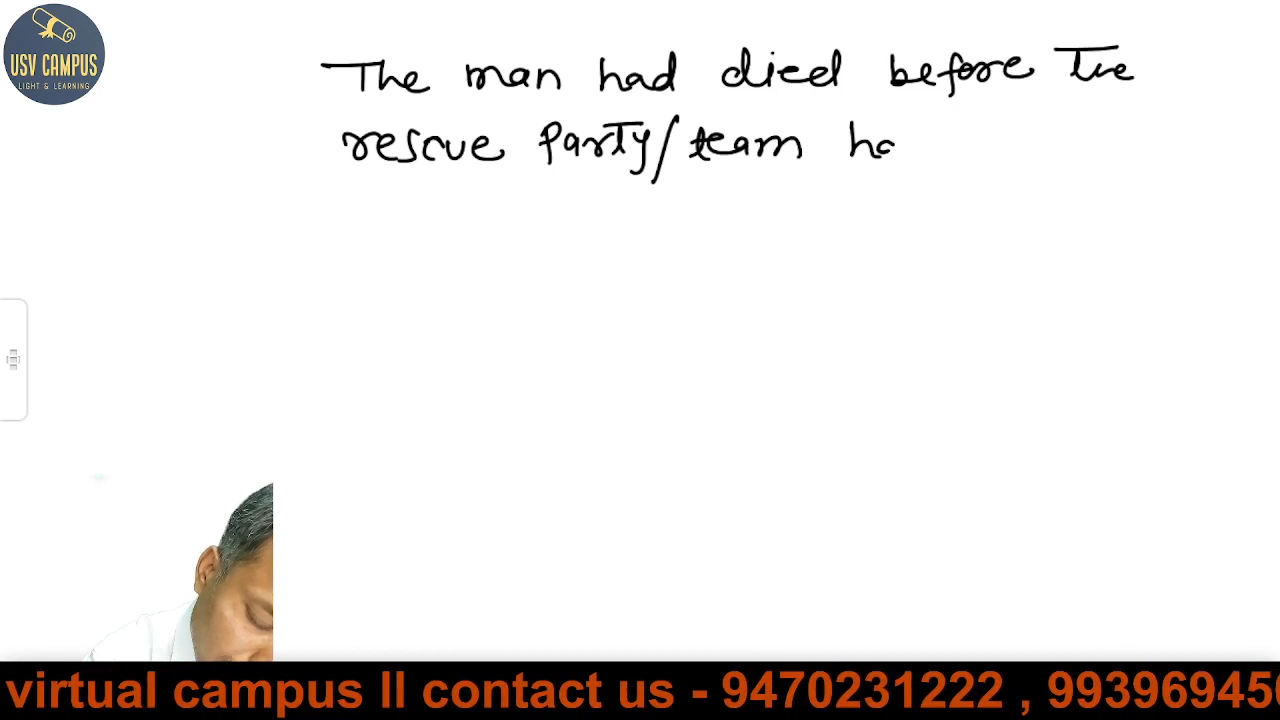 USV CAMPUS
LIGHT & LEARNING
The man had died before the
rescue party/team ha
virtual campus ll contact us - 9470231222 , 993969456